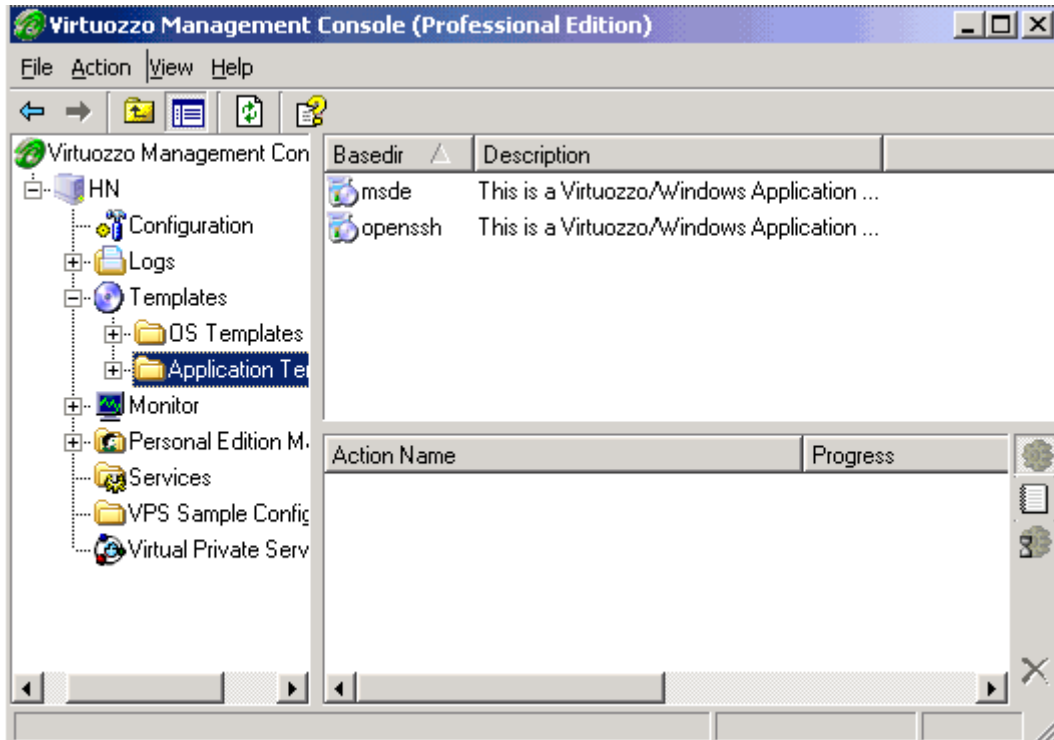 Virtuozzo Management Console (Professional Edition)
File Action View Help
Virtuozzo Management Con
HN
Configuration
Logs
Templates
OS Templates
Application Te
Monitor
Personal Edition M
Services
VPS Sample Config
Virtual Private Serv
Basedir Description
msde This is a Virtuozzo/Windows Application ...
openssh This is a Virtuozzo/Windows Application ...
Action Name Progress